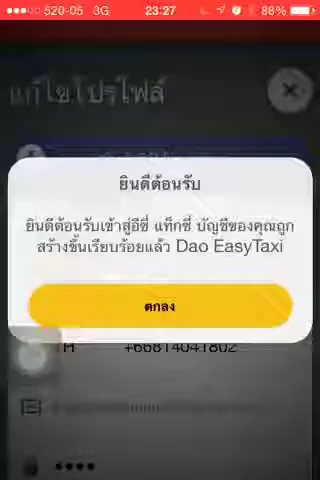 520-05 3G 23:27 88%
แก้ไขโปรไฟล์
ยินดีต้อนรับ
ยินดีต้อนรับเข้าสู่อีซี่ แท็กซี่ บัญชีของคุณถูก
สร้างขึ้นเรียบร้อยแล้ว Dao EasyTaxi
ตกลง
TH +66814041802